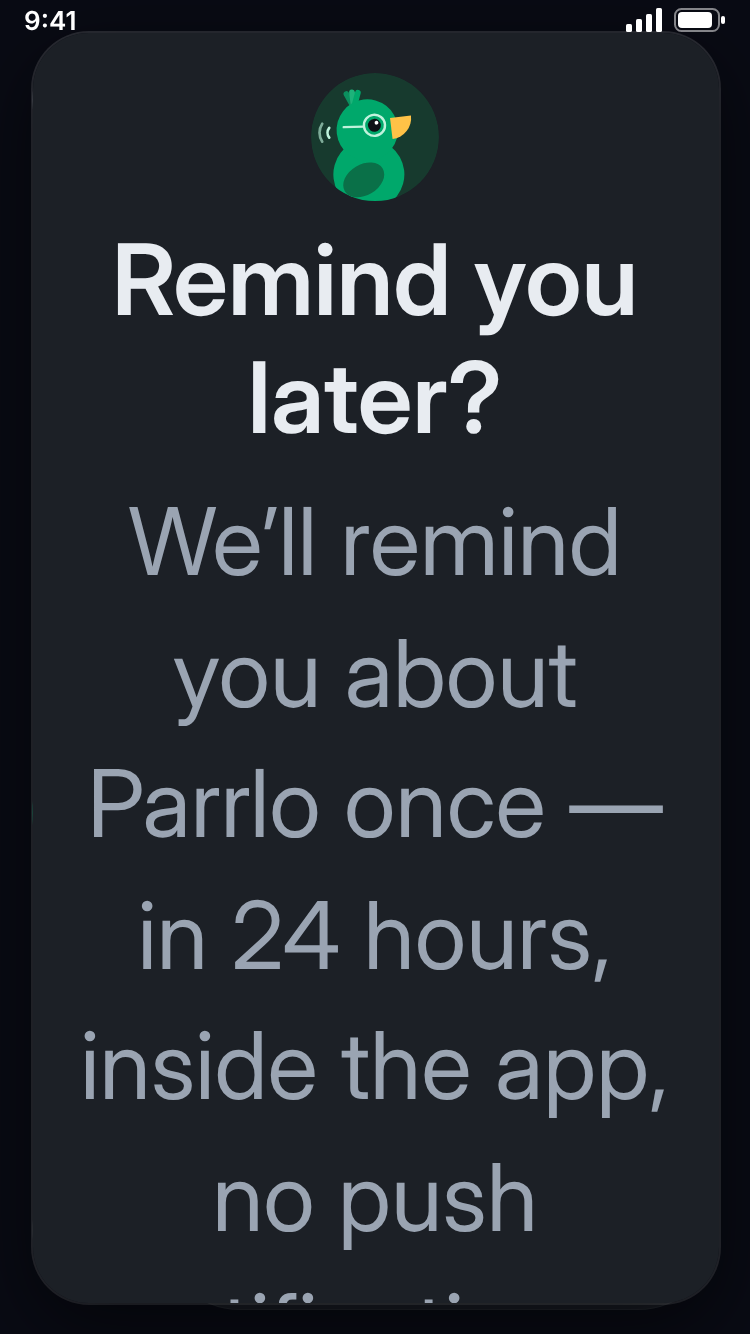 9:41
Remind you
later?
We’ll remind
you about
Parrlo once —
in 24 hours,
inside the app,
no push